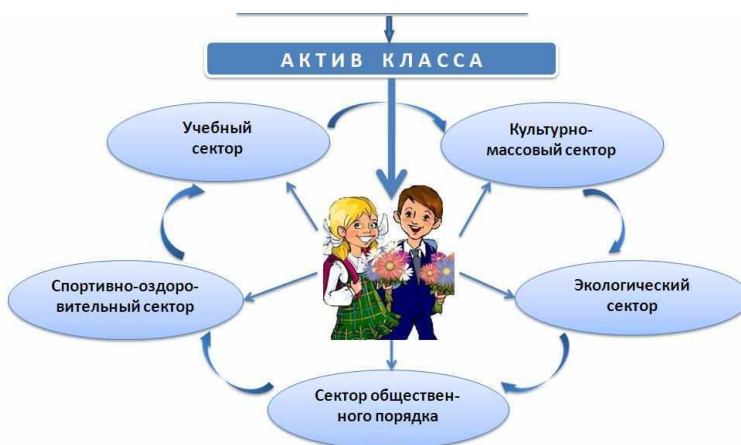 АКТИВ КЛАССА
Учебный
сектор
Культурно-
массовый сектор
Спортивно-оздоро-
вительный сектор
Экологический
сектор
Сектор обществен-
ного порядка